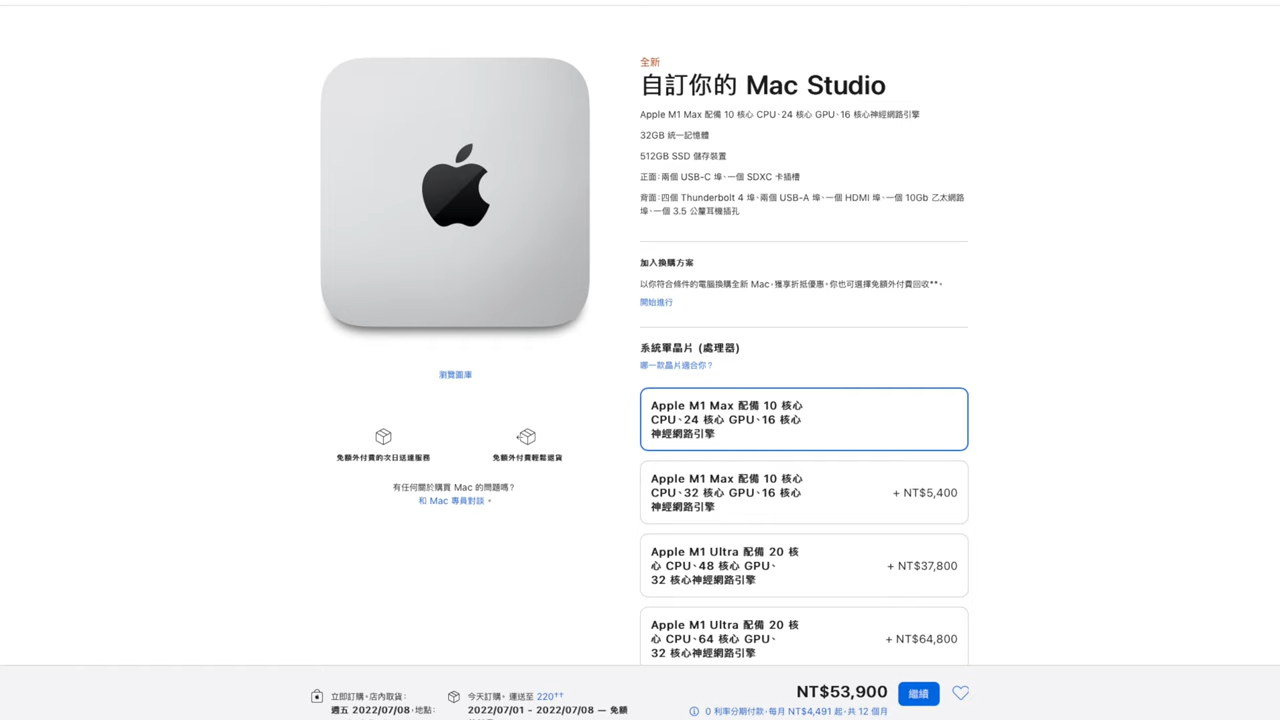 全新
自訂你的 Mac Studio
Apple M1 Max 配備 10 核心 CPU、24 核心 GPU、16 核心神經網路引擎
32GB 統一記憶體
512GB SSD 儲存裝置
正面：兩個 USB-C 埠、一個 SDXC 卡插槽
背面：四個 Thunderbolt 4 埠、兩個 USB-A 埠、一個 HDMI 埠、一個 10Gb 乙太網路
埠、一個 3.5 公釐耳機插孔
加入換購方案
以你符合條件的電腦換購全新 Mac，獲享折抵優惠。你也可選擇免額外付費回收**。
開始進行
系統單晶片 (處理器)
哪一款晶片適合你？
Apple M1 Max 配備 10 核心
CPU、24 核心 GPU、16 核心
神經網路引擎
Apple M1 Max 配備 10 核心
CPU、32 核心 GPU、16 核心
神經網路引擎
+ NT$5,400
Apple M1 Ultra 配備 20 核
心 CPU、48 核心 GPU、
32 核心神經網路引擎
+ NT$37,800
Apple M1 Ultra 配備 20 核
心 CPU、64 核心 GPU、
32 核心神經網路引擎
+ NT$64,800
瀏覽圖庫
免額外付費的次日送達服務
免額外付費輕鬆退貨
有任何關於購買 Mac 的問題嗎？
和 Mac 專員對談。
立即訂購。店內取貨：
週五 2022/07/08，地點：
今天訂購。運送至 220††
2022/07/01 - 2022/07/08 — 免額
NT$53,900
繼續
0 利率分期付款，每月 NT$4,491 起，共 12 個月